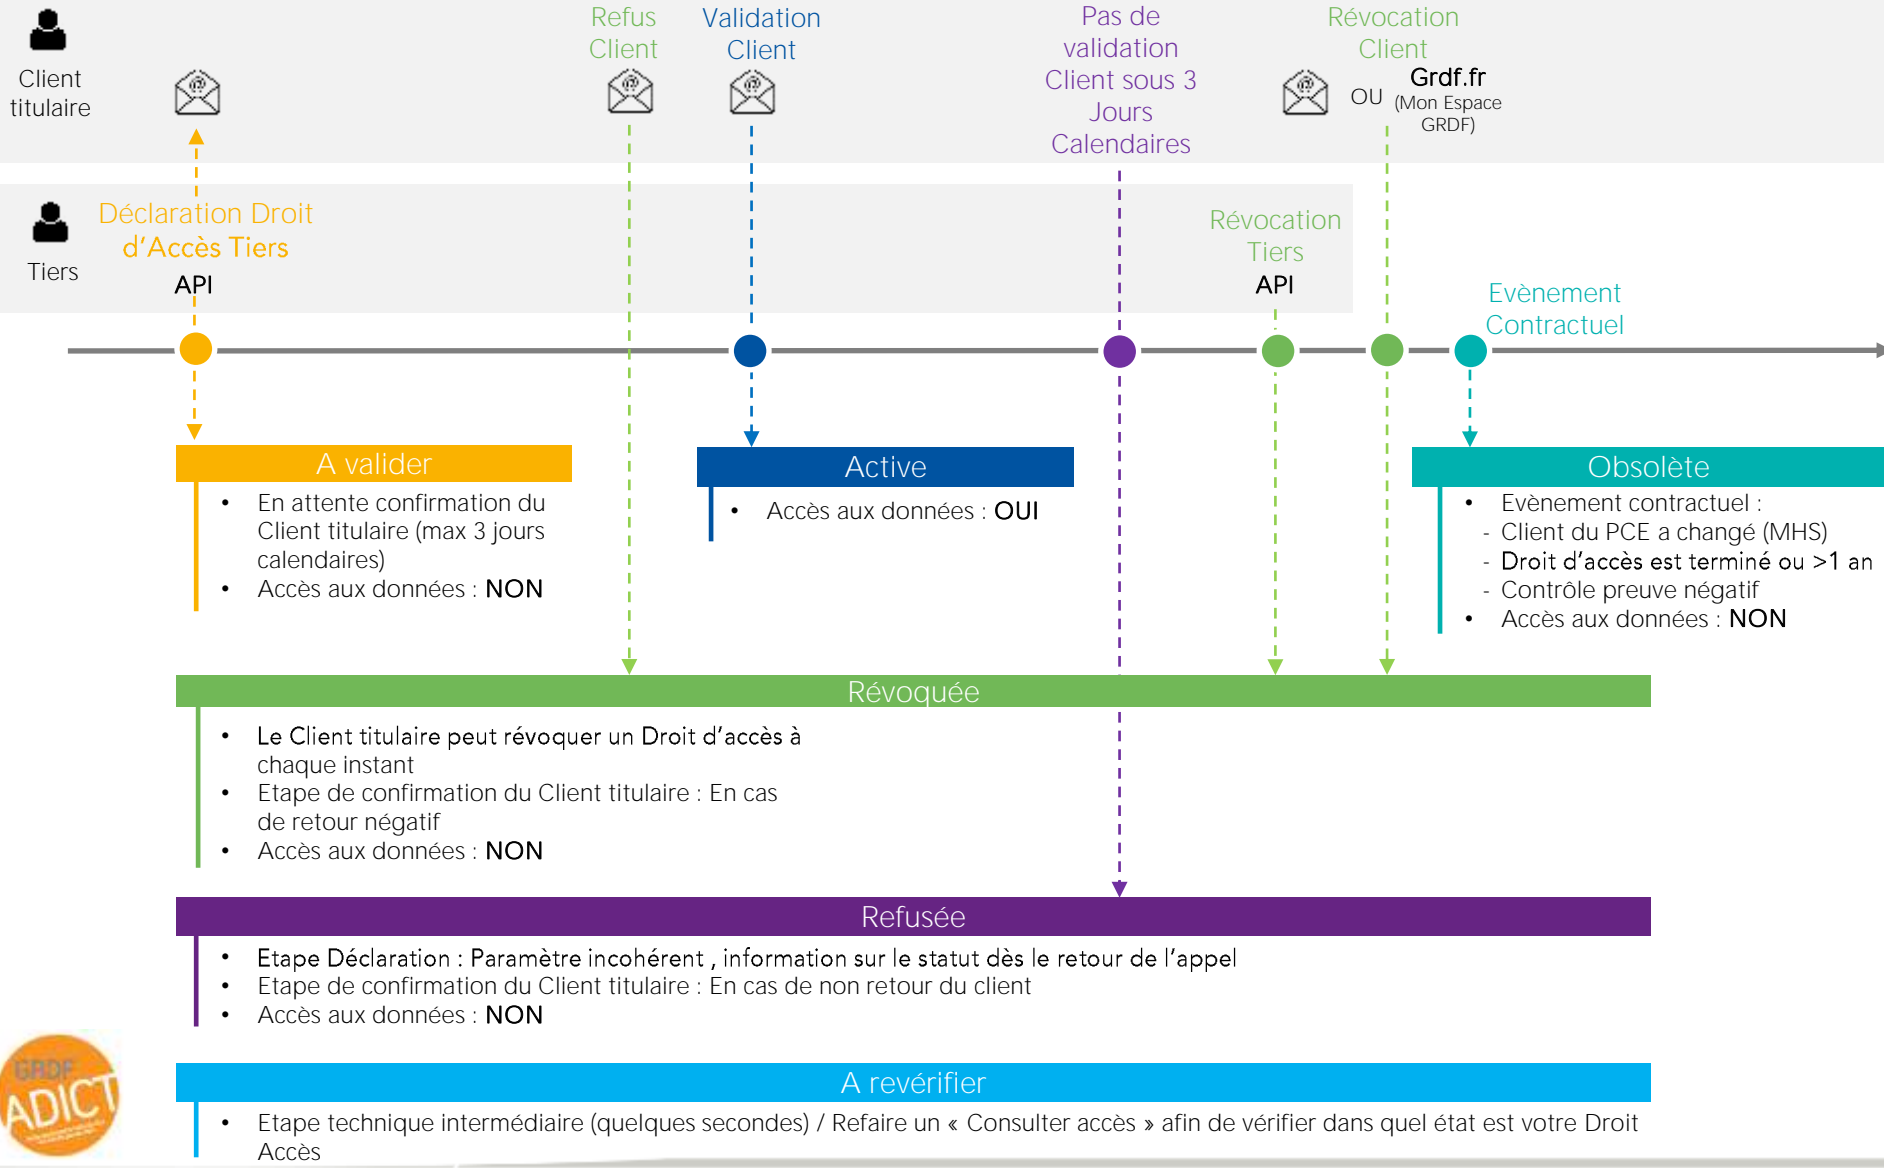 Client
titulaire
Refus
Client
Validation
Client
Pas de
validation
Client sous 3
Jours
Calendaires
Révocation
Client
OU
Grdf.fr
(Mon Espace
GRDF)
Tiers
Déclaration Droit
d'Accès Tiers
API
Révocation
Tiers
API
Evènement
Contractuel
A valider
• En attente confirmation du
Client titulaire (max 3 jours
calendaires)
• Accès aux données : NON
Active
• Accès aux données : OUI
Obsolète
• Evènement contractuel :
- Client du PCE a changé (MHS)
- Droit d'accès est terminé ou >1 an
- Contrôle preuve négatif
• Accès aux données : NON
Révoquée
• Le Client titulaire peut révoquer un Droit d'accès à
chaque instant
• Etape de confirmation du Client titulaire : En cas
de retour négatif
• Accès aux données : NON
Refusée
• Etape Déclaration : Paramètre incohérent , information sur le statut dès le retour de l'appel
• Etape de confirmation du Client titulaire : En cas de non retour du client
• Accès aux données : NON
A revérifier
• Etape technique intermédiaire (quelques secondes) / Refaire un « Consulter accès » afin de vérifier dans quel état est votre Droit
Accès
GRDF
ADICT